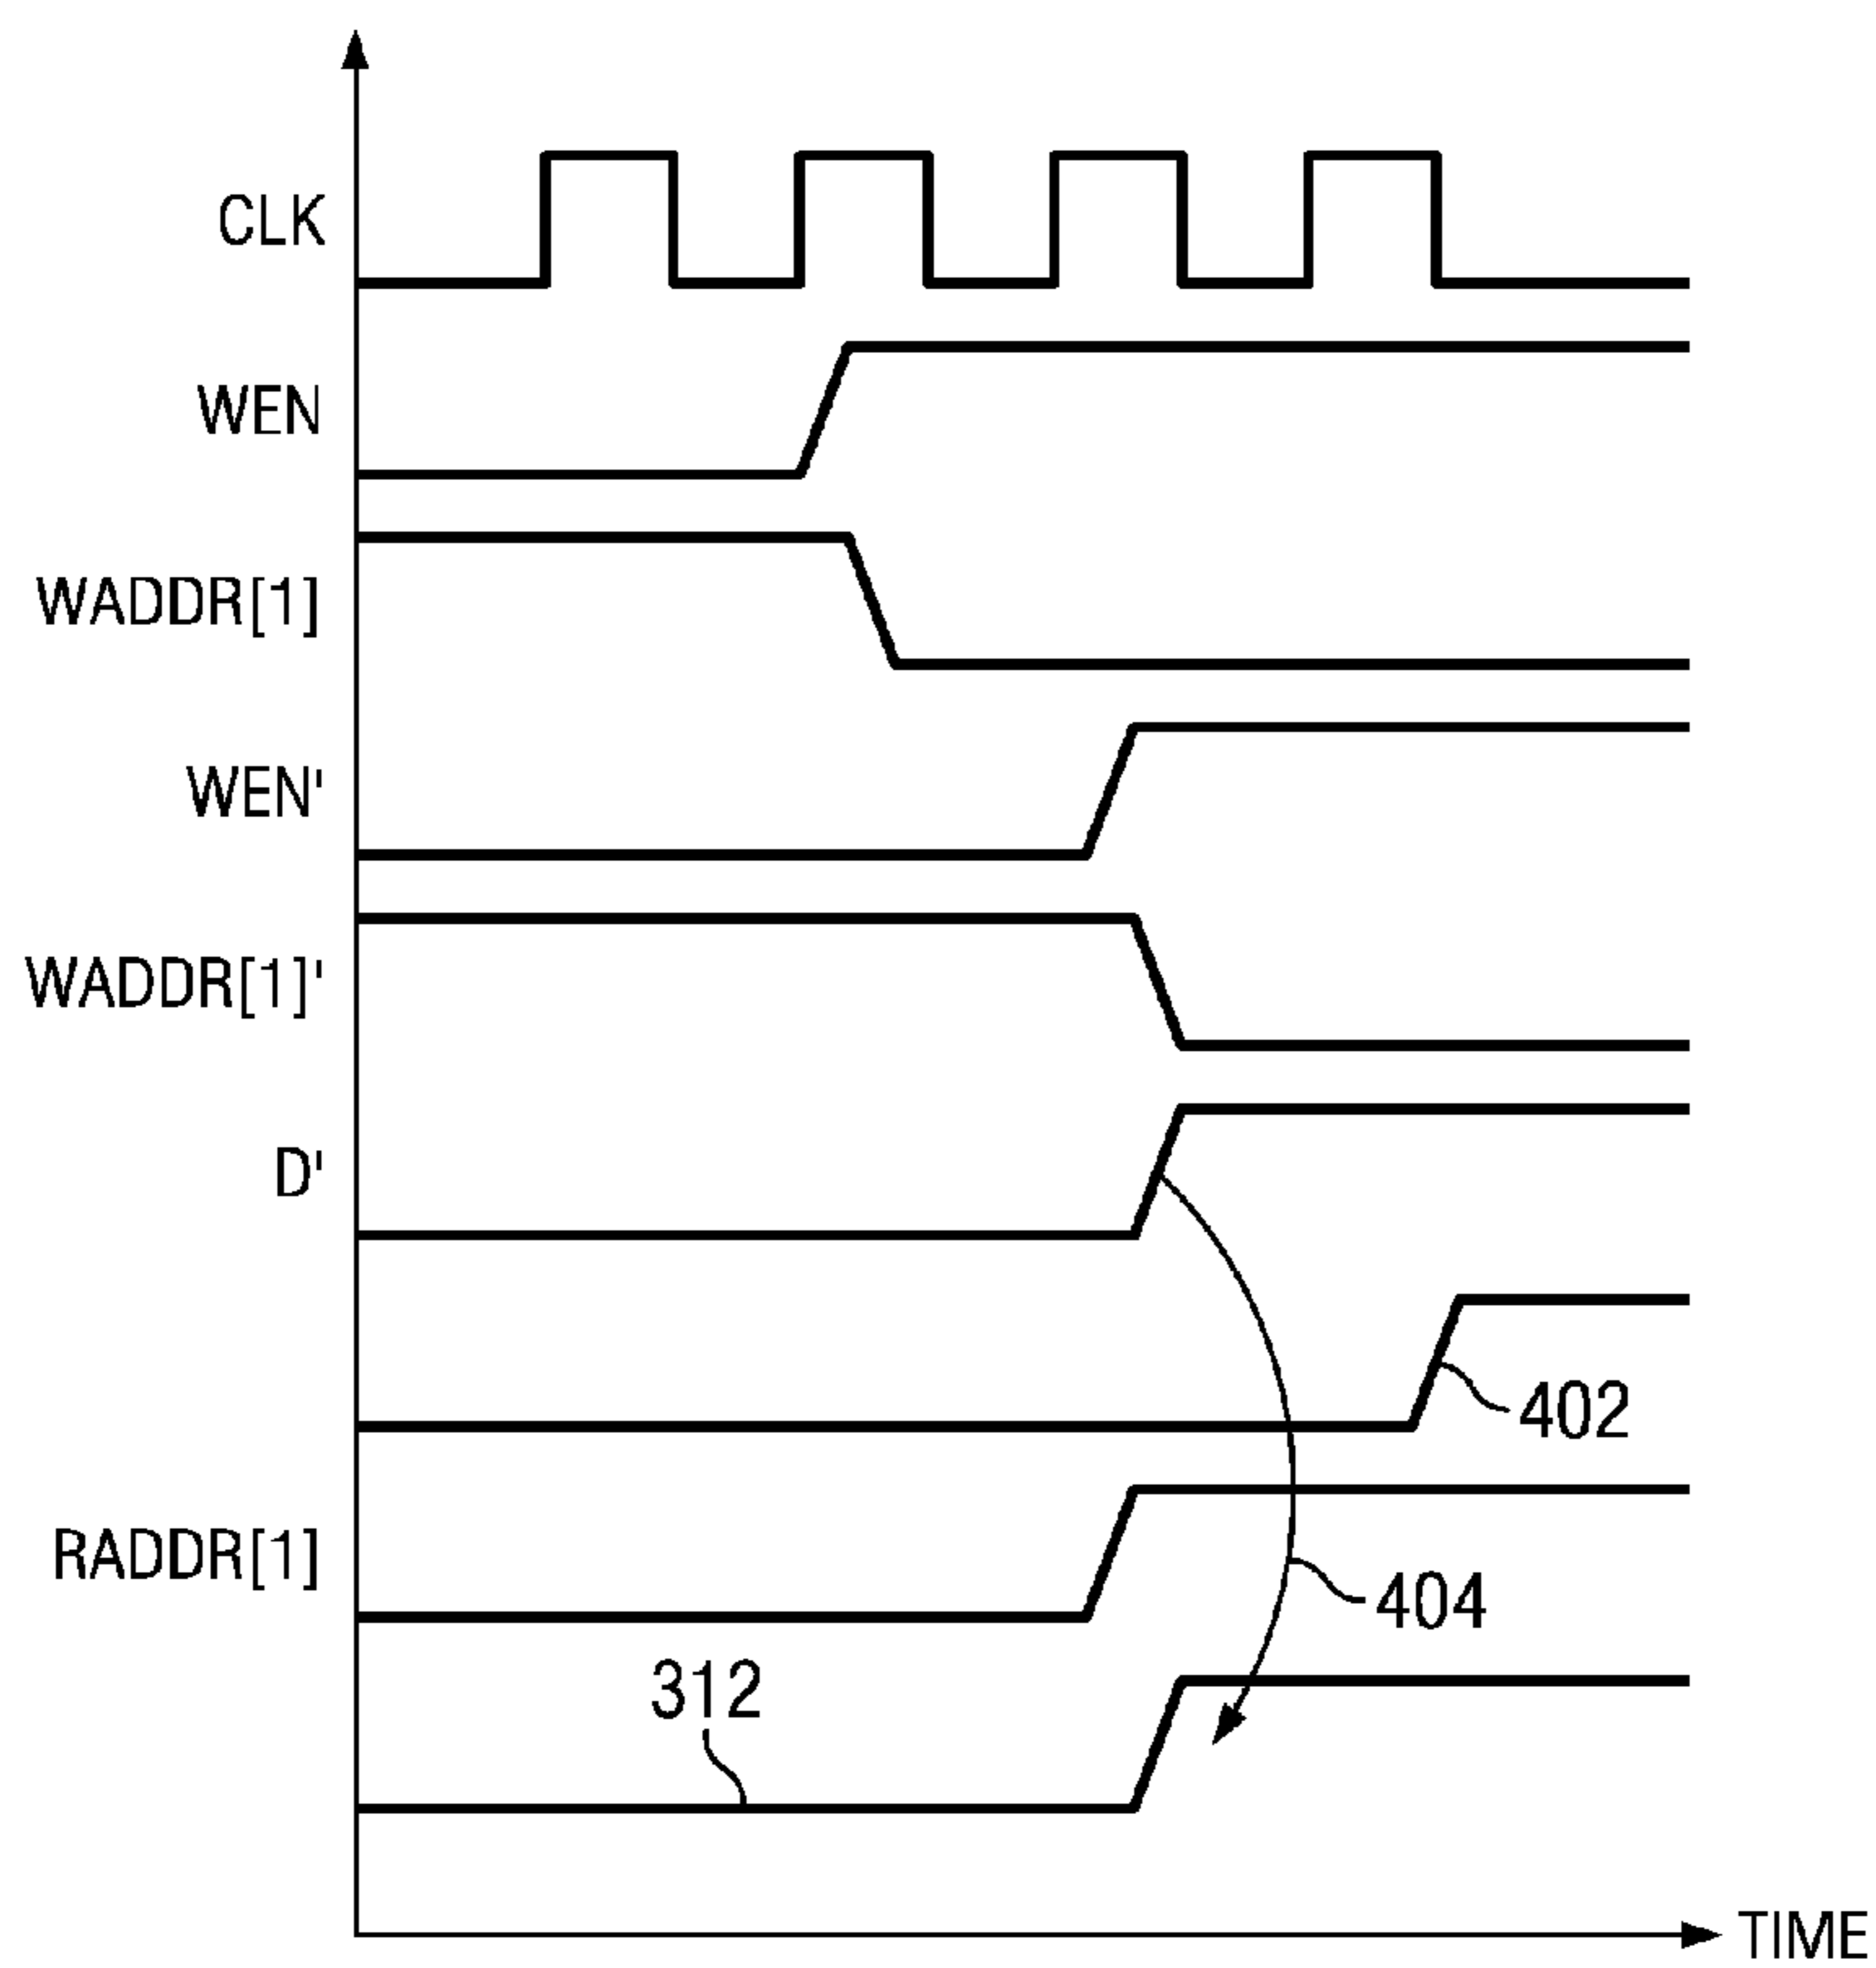 CLK
WEN
WADDR[1]
WEN'
WADDR[1]'
D'
402
RADDR[1]
404
312
TIME